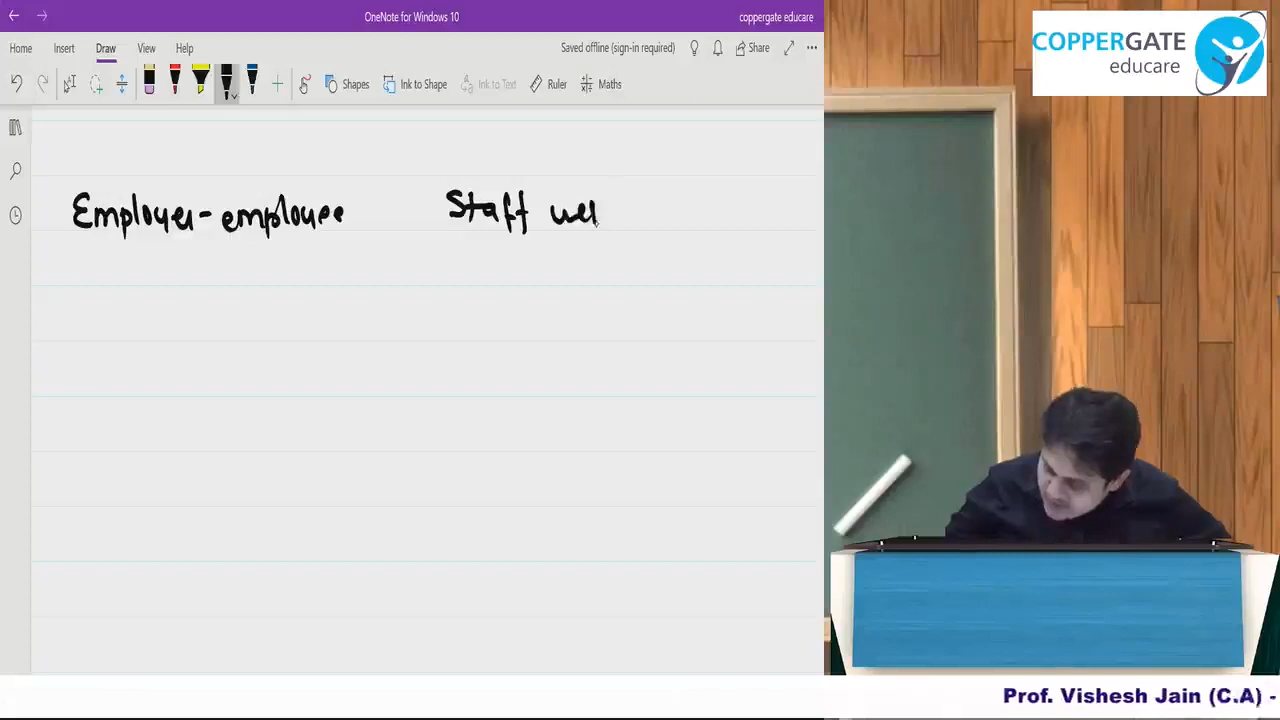 OneNote for Windows 10
coppergate educare
Home Insert Draw View Help
Saved offline (sign-in required)
Share
Shapes
Ink to Shape
Ink to Text
Ruler
Maths
COPPERGATE
educare
Employer - employee
Staff wel
Prof. Vishesh Jain (C.A) -